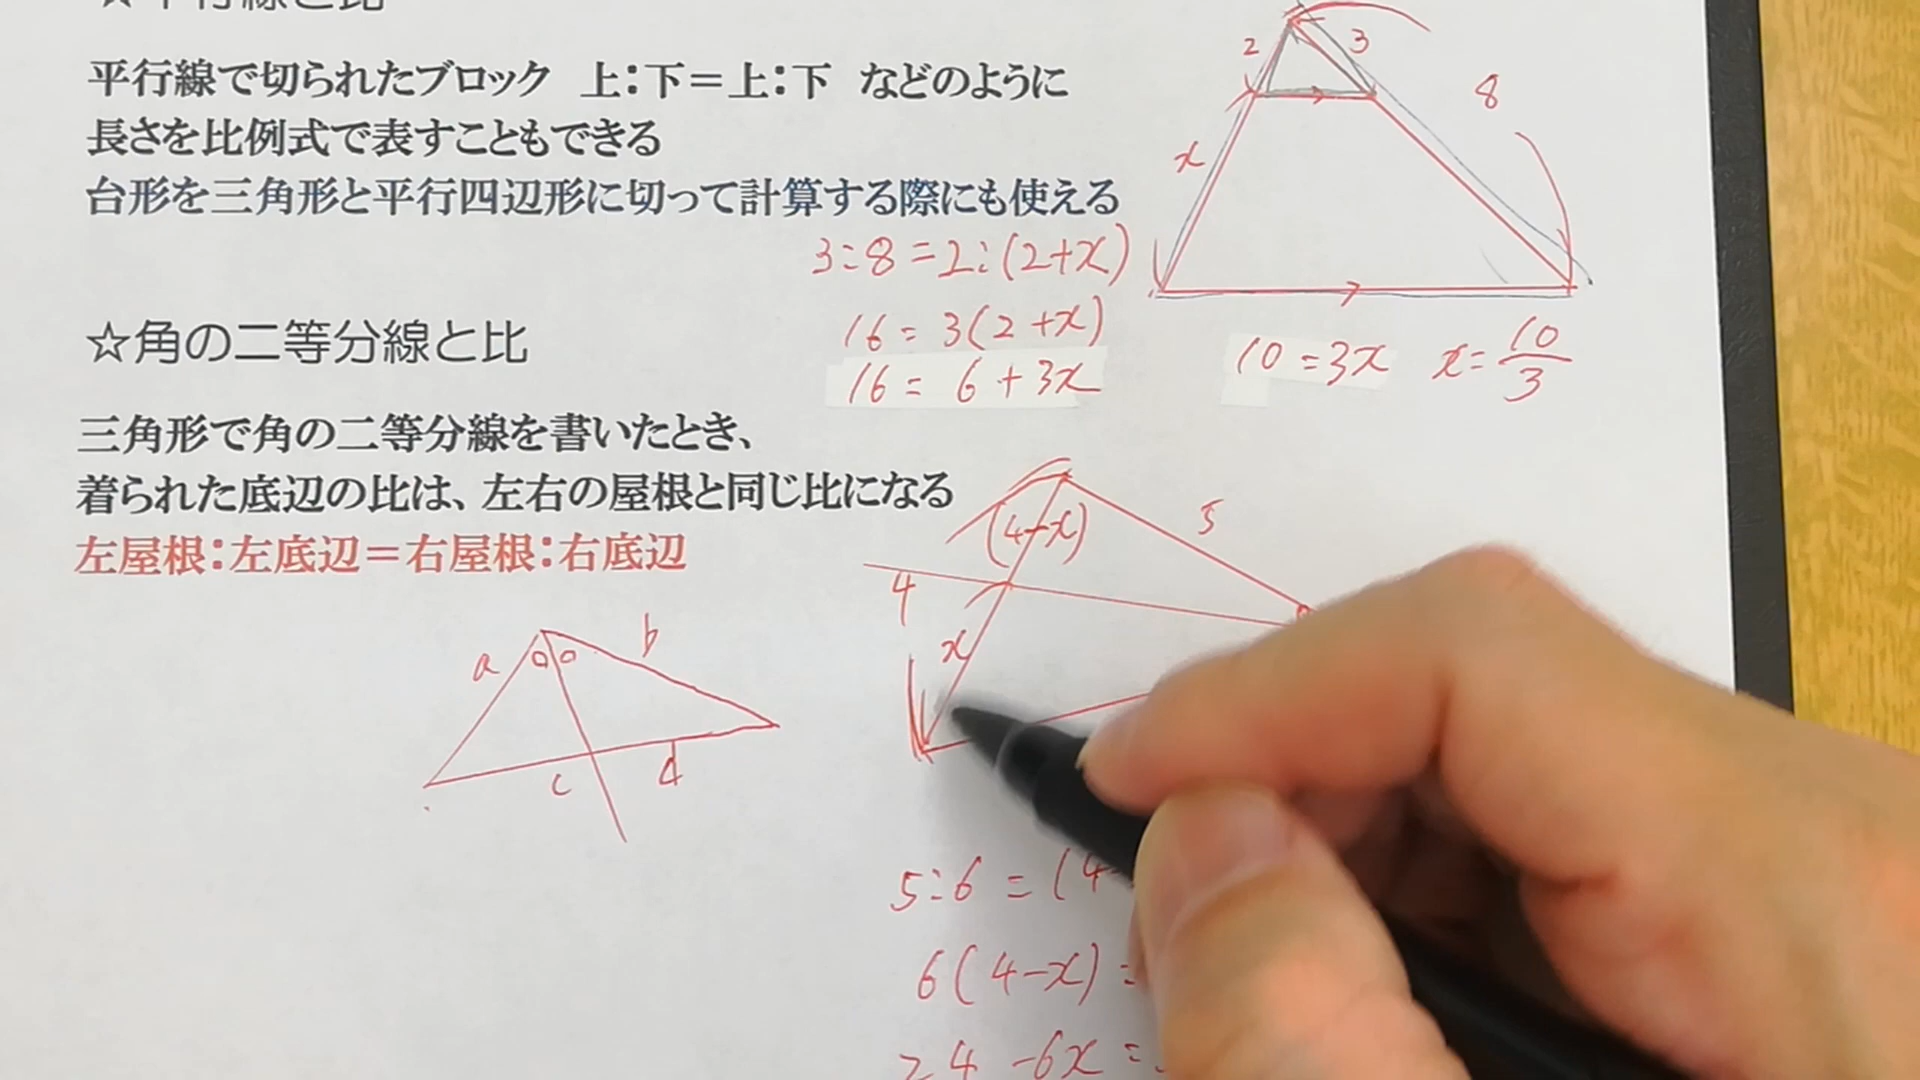 ☆平行線と比
平行線で切られたブロック 上:下=上:下 などのように
長さを比例式で表すこともできる
台形を三角形と平行四辺形に切って計算する際にも使える
2
3
8
x
3:8=2:(2+x)
16=3(2+x)
16=6+3x
10=3x x=10/3
☆角の二等分線と比
三角形で角の二等分線を書いたとき、
着られた底辺の比は、左右の屋根と同じ比になる
左屋根:左底辺=右屋根:右底辺
a
b
c
d
(4-x)
5
4
x
5:6=(4-
6(4-x)=
24-6x=